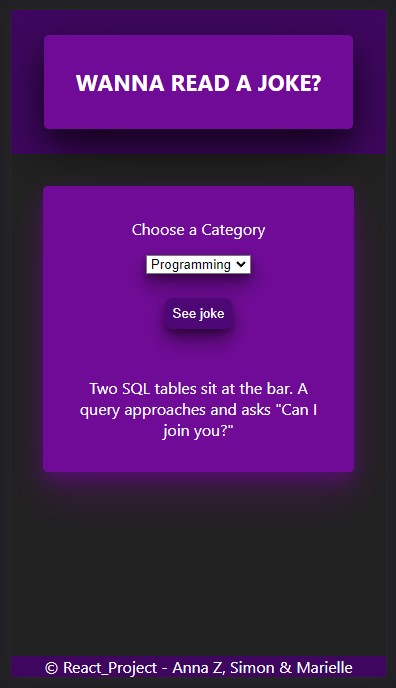 WANNA READ A JOKE?
Choose a Category
Programming
See joke
Two SQL tables sit at the bar. A
query approaches and asks "Can I
join you?"
© React_Project - Anna Z, Simon & Marielle